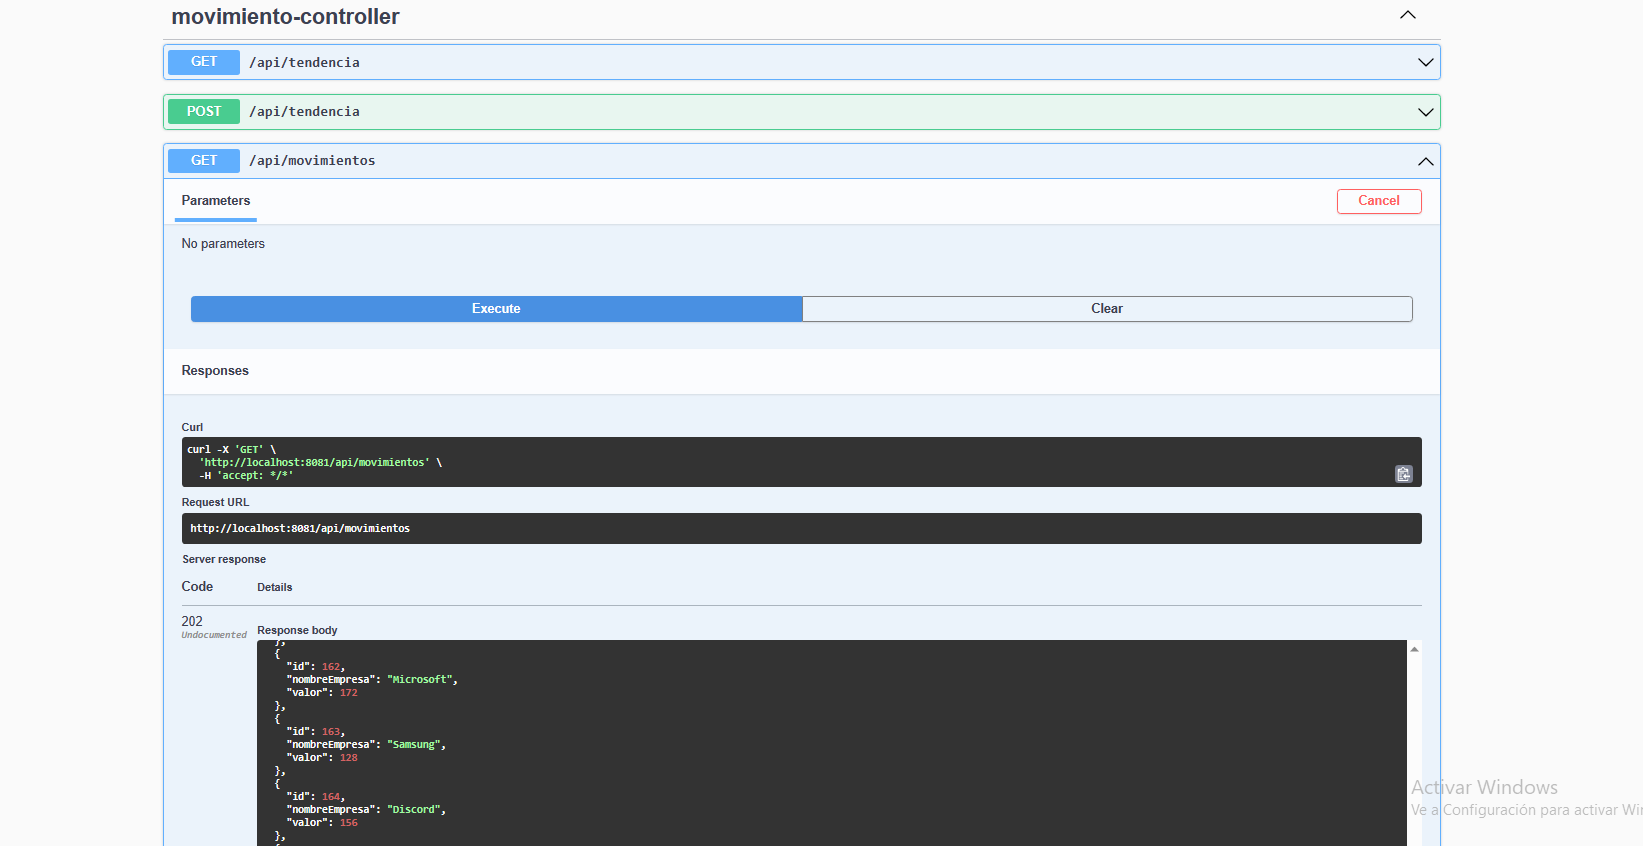 movimiento-controller
GET /api/tendencia
POST /api/tendencia
GET /api/movimientos
Parameters
Cancel
No parameters
Execute
Clear
Responses
Curl
curl -X 'GET' \
'http://localhost:8081/api/movimientos' \
-H 'accept: */*'
Request URL
http://localhost:8081/api/movimientos
Server response
Code Details
202
Undocumented
Response body
},
{
"id": 162,
"nombreEmpresa": "Microsoft",
"valor": 172
},
{
"id": 163,
"nombreEmpresa": "Samsung",
"valor": 128
},
{
"id": 164,
"nombreEmpresa": "Discord",
"valor": 156
},
Activar Windows
Ve a Configuración para activar Wi